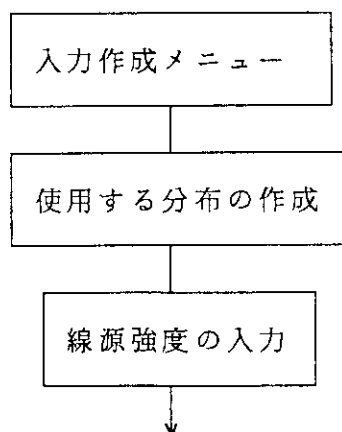 入力作成メニュー
使用する分布の作成
線源強度の入力